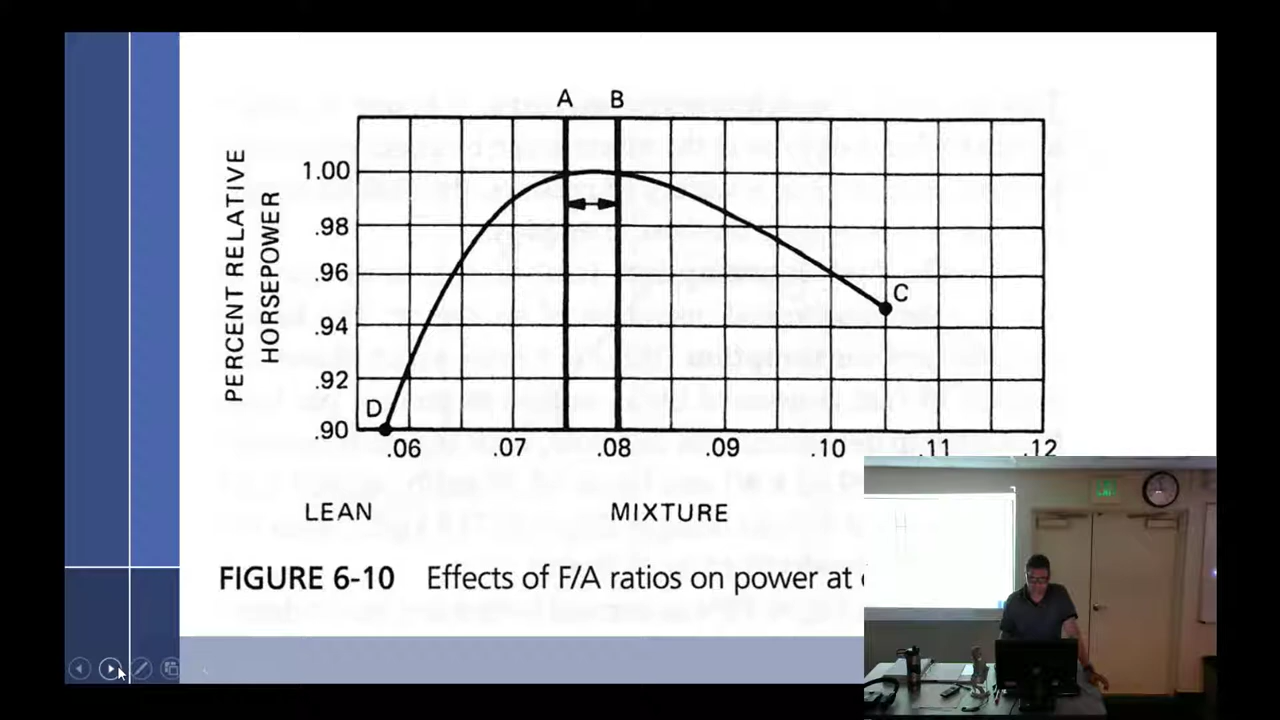 A B
PERCENT RELATIVE
HORSEPOWER
1.00
.98
.96
.94
.92
.90
C
D
.06 .07 .08 .09 .10 .11 .12
LEAN MIXTURE
FIGURE 6-10 Effects of F/A ratios on power at